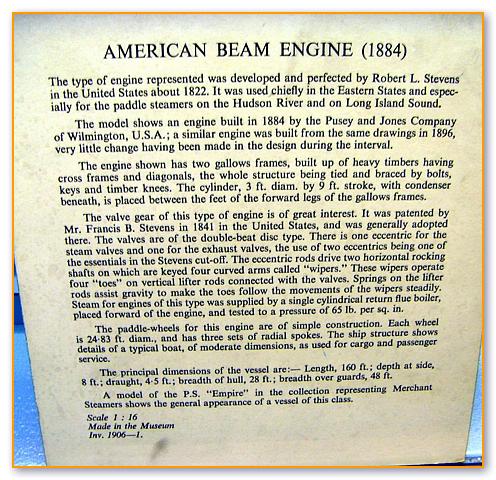 AMERICAN BEAM ENGINE (1884)
The type of engine represented was developed and perfected by Robert L. Stevens
in the United States about 1822. It was used chiefly in the Eastern States and espec-
ially for the paddle steamers on the Hudson River and on Long Island Sound.
The model shows an engine built in 1884 by the Pusey and Jones Company
of Wilmington, U.S.A.; a similar engine was built from the same drawings in 1896,
very little change having been made in the design during the interval.
The engine shown has two gallows frames, built up of heavy timbers having
cross frames and diagonals, the whole structure being tied and braced by bolts,
keys and timber knees. The cylinder, 3 ft. diam. by 9 ft. stroke, with condenser
beneath, is placed between the feet of the forward legs of the gallows frames.
The valve gear of this type of engine is of great interest. It was patented by
Mr. Francis B. Stevens in 1841 in the United States, and was generally adopted
there. The valves are of the double-beat disc type. There is one eccentric for the
steam valves and one for the exhaust valves, the use of two eccentrics being one of
the essentials in the Stevens cut-off. The eccentric rods drive two horizontal rocking
shafts on which are keyed four curved arms called "wipers." These wipers operate
four "toes" on vertical lifter rods connected with the valves. Springs on the lifter
rods assist gravity to make the toes follow the movements of the wipers steadily.
Steam for engines of this type was supplied by a single cylindrical return flue boiler,
placed forward of the engine, and tested to a pressure of 65 lb. per sq. in.
The paddle-wheels for this engine are of simple construction. Each wheel
is 24·83 ft. diam., and has three sets of radial spokes. The ship structure shows
details of a typical boat, of moderate dimensions, as used for cargo and passenger
service.
The principal dimensions of the vessel are:— Length, 160 ft.; depth at side,
8 ft.; draught, 4·5 ft.; breadth of hull, 28 ft.; breadth over guards, 48 ft.
A model of the P.S. "Empire" in the collection representing Merchant
Steamers shows the general appearance of a vessel of this class.
Scale 1 : 16
Made in the Museum
Inv. 1906—1.